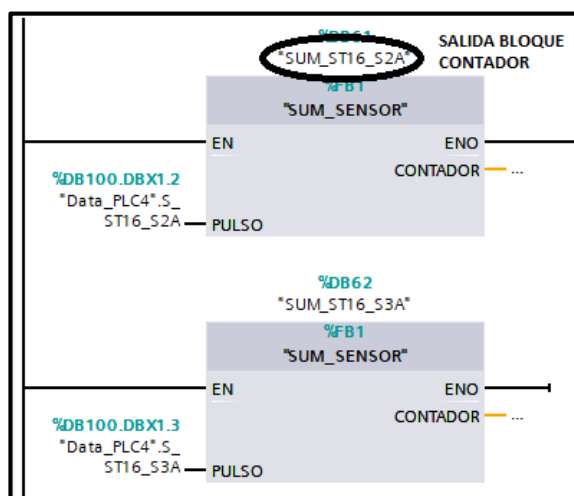 %DB61
"SUM_ST16_S2A"
SALIDA BLOQUE
CONTADOR
%FB1
"SUM_SENSOR"
EN
ENO
CONTADOR
...
%DB100.DBX1.2
"Data_PLC4".S_
ST16_S2A
PULSO
%DB62
"SUM_ST16_S3A"
%FB1
"SUM_SENSOR"
EN
ENO
CONTADOR
...
%DB100.DBX1.3
"Data_PLC4".S_
ST16_S3A
PULSO